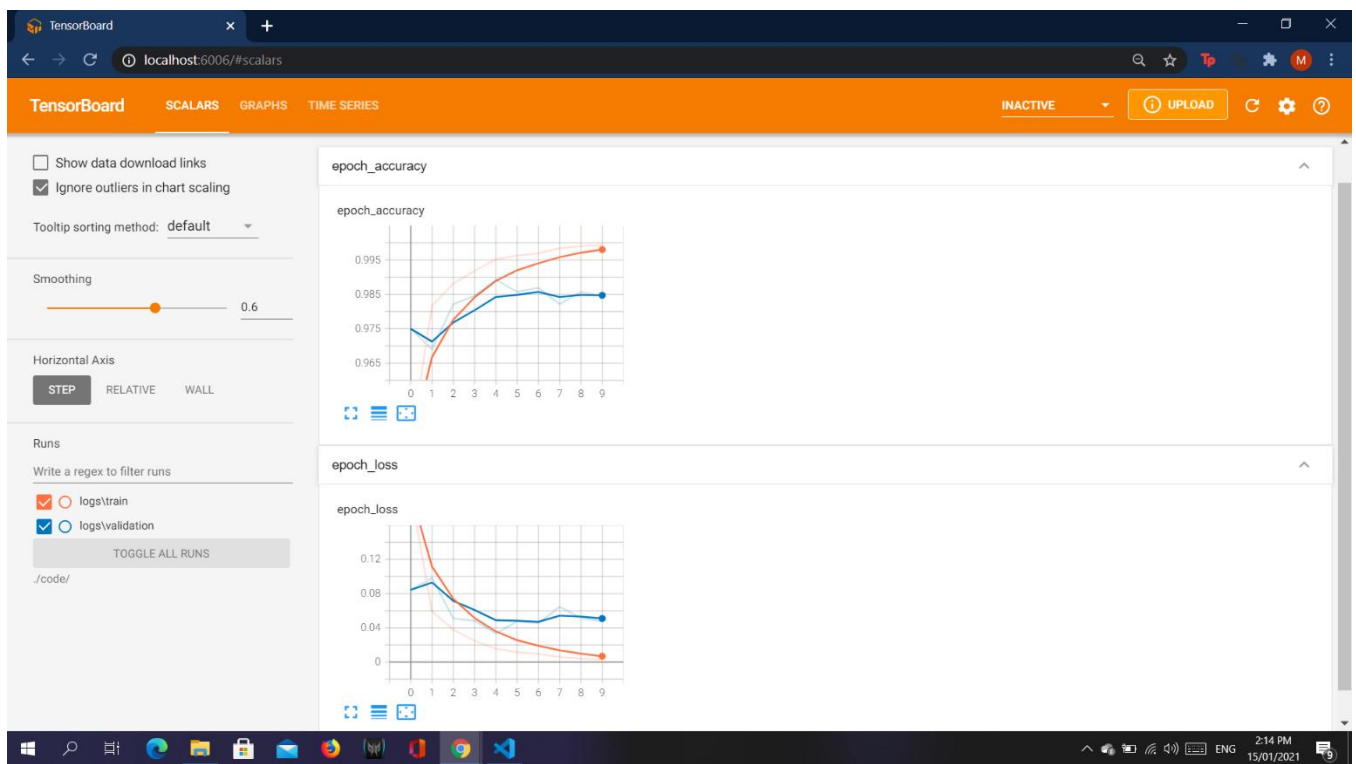 TensorBoard
localhost:6006/#scalars
Tp
M
TensorBoard SCALARS GRAPHS TIME SERIES INACTIVE UPLOAD
Show data download links
Ignore outliers in chart scaling
Tooltip sorting method: default
Smoothing
0.6
Horizontal Axis
STEP RELATIVE WALL
Runs
Write a regex to filter runs
logs\train
logs\validation
TOGGLE ALL RUNS
./code/
epoch_accuracy
epoch_accuracy
0.995
0.985
0.975
0.965
0 1 2 3 4 5 6 7 8 9
epoch_loss
epoch_loss
0.12
0.08
0.04
0
0 1 2 3 4 5 6 7 8 9
ENG
2:14 PM
15/01/2021
9